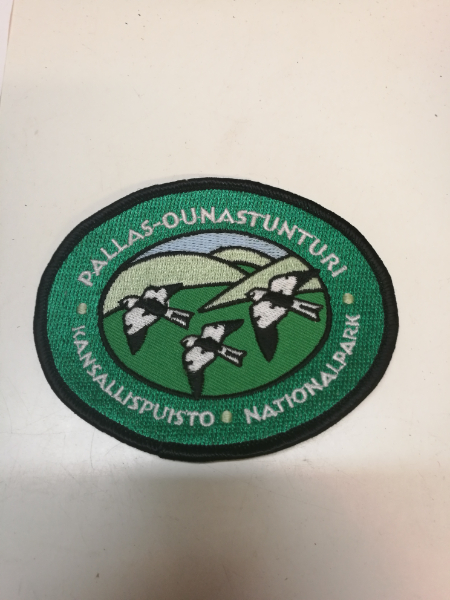 PALLAS-OUNASTUNTURI
KANSALLISPUISTO • NATIONALPARK